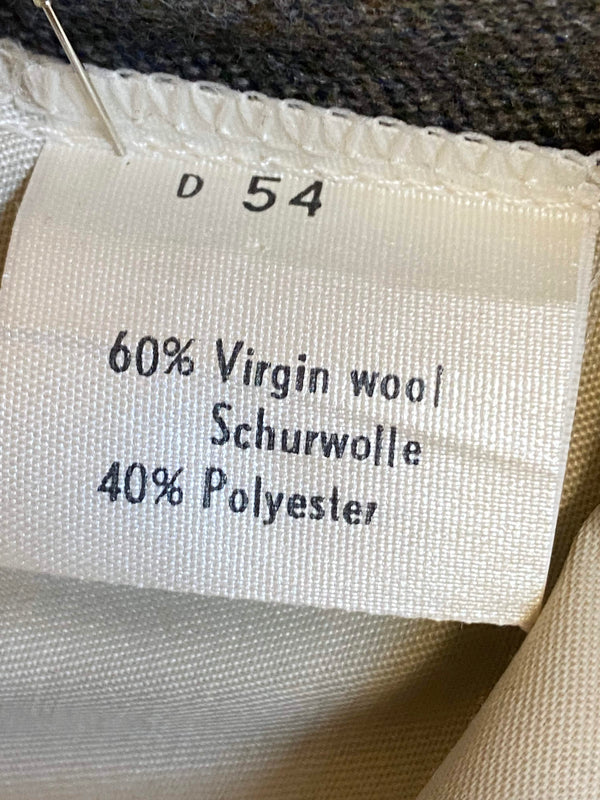 D 54
60% Virgin wool
Schurwolle
40% Polyester